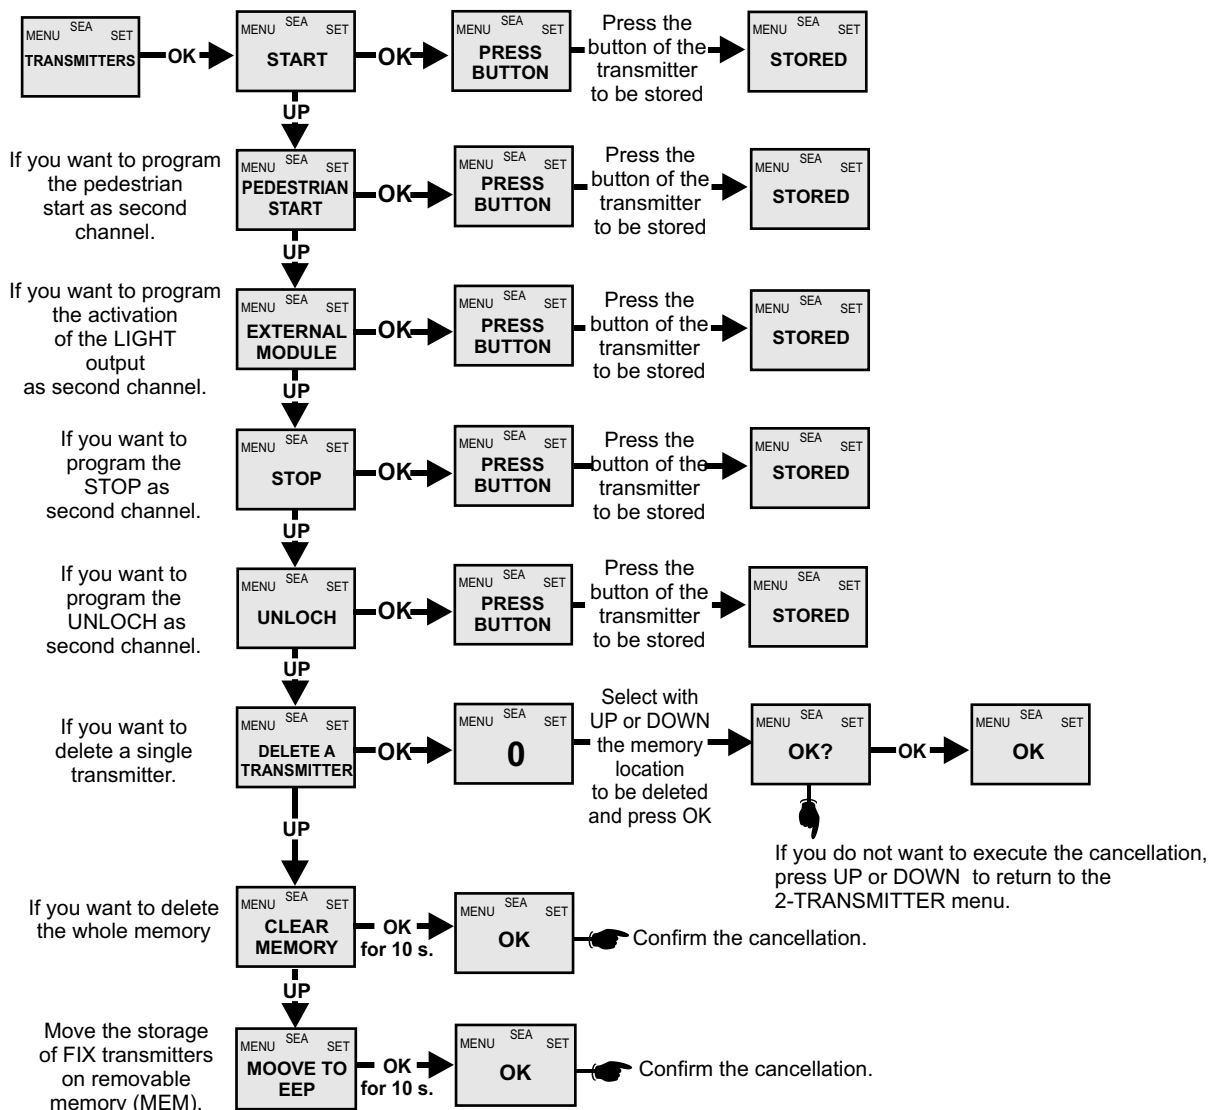 MENU SEA SET
TRANSMITTERS
OK
MENU SEA SET
START
OK
MENU SEA SET
PRESS
BUTTON
Press the
button of the
transmitter
to be stored
MENU SEA SET
STORED
UP
If you want to program
the pedestrian
start as second
channel.
MENU SEA SET
PEDESTRIAN
START
OK
MENU SEA SET
PRESS
BUTTON
Press the
button of the
transmitter
to be stored
MENU SEA SET
STORED
UP
If you want to program
the activation
of the LIGHT
output
as second channel.
MENU SEA SET
EXTERNAL
MODULE
OK
MENU SEA SET
PRESS
BUTTON
Press the
button of the
transmitter
to be stored
MENU SEA SET
STORED
UP
If you want to
program the
STOP as
second channel.
MENU SEA SET
STOP
OK
MENU SEA SET
PRESS
BUTTON
Press the
button of the
transmitter
to be stored
MENU SEA SET
STORED
UP
If you want to
program the
UNLOCH as
second channel.
MENU SEA SET
UNLOCH
OK
MENU SEA SET
PRESS
BUTTON
Press the
button of the
transmitter
to be stored
MENU SEA SET
STORED
UP
If you want to
delete a single
transmitter.
MENU SEA SET
DELETE A
TRANSMITTER
OK
MENU SEA SET
0
Select with
UP or DOWN
the memory
location
to be deleted
and press OK
MENU SEA SET
OK?
OK
MENU SEA SET
OK
If you do not want to execute the cancellation,
press UP or DOWN to return to the
2-TRANSMITTER menu.
UP
If you want to delete
the whole memory
MENU SEA SET
CLEAR
MEMORY
OK
for 10 s.
MENU SEA SET
OK
Confirm the cancellation.
UP
Move the storage
of FIX transmitters
on removable
memory (MEM).
MENU SEA SET
MOOVE TO
EEP
OK
for 10 s.
MENU SEA SET
OK
Confirm the cancellation.